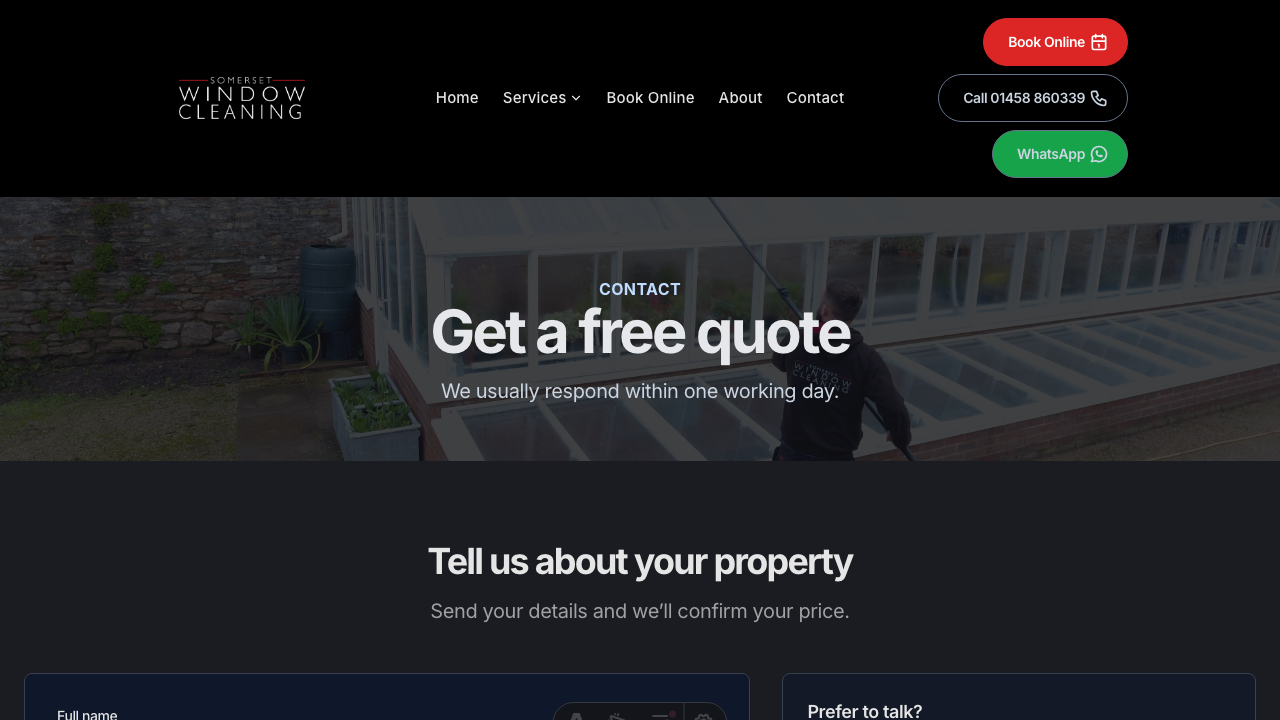 Book Online
SOMERSET
WINDOW
CLEANING
Home Services Book Online About Contact
Call 01458 860339
WhatsApp
CONTACT
Get a free quote
We usually respond within one working day.
WINDOW
CLEANING
Tell us about your property
Send your details and we’ll confirm your price.
Full name
Prefer to talk?